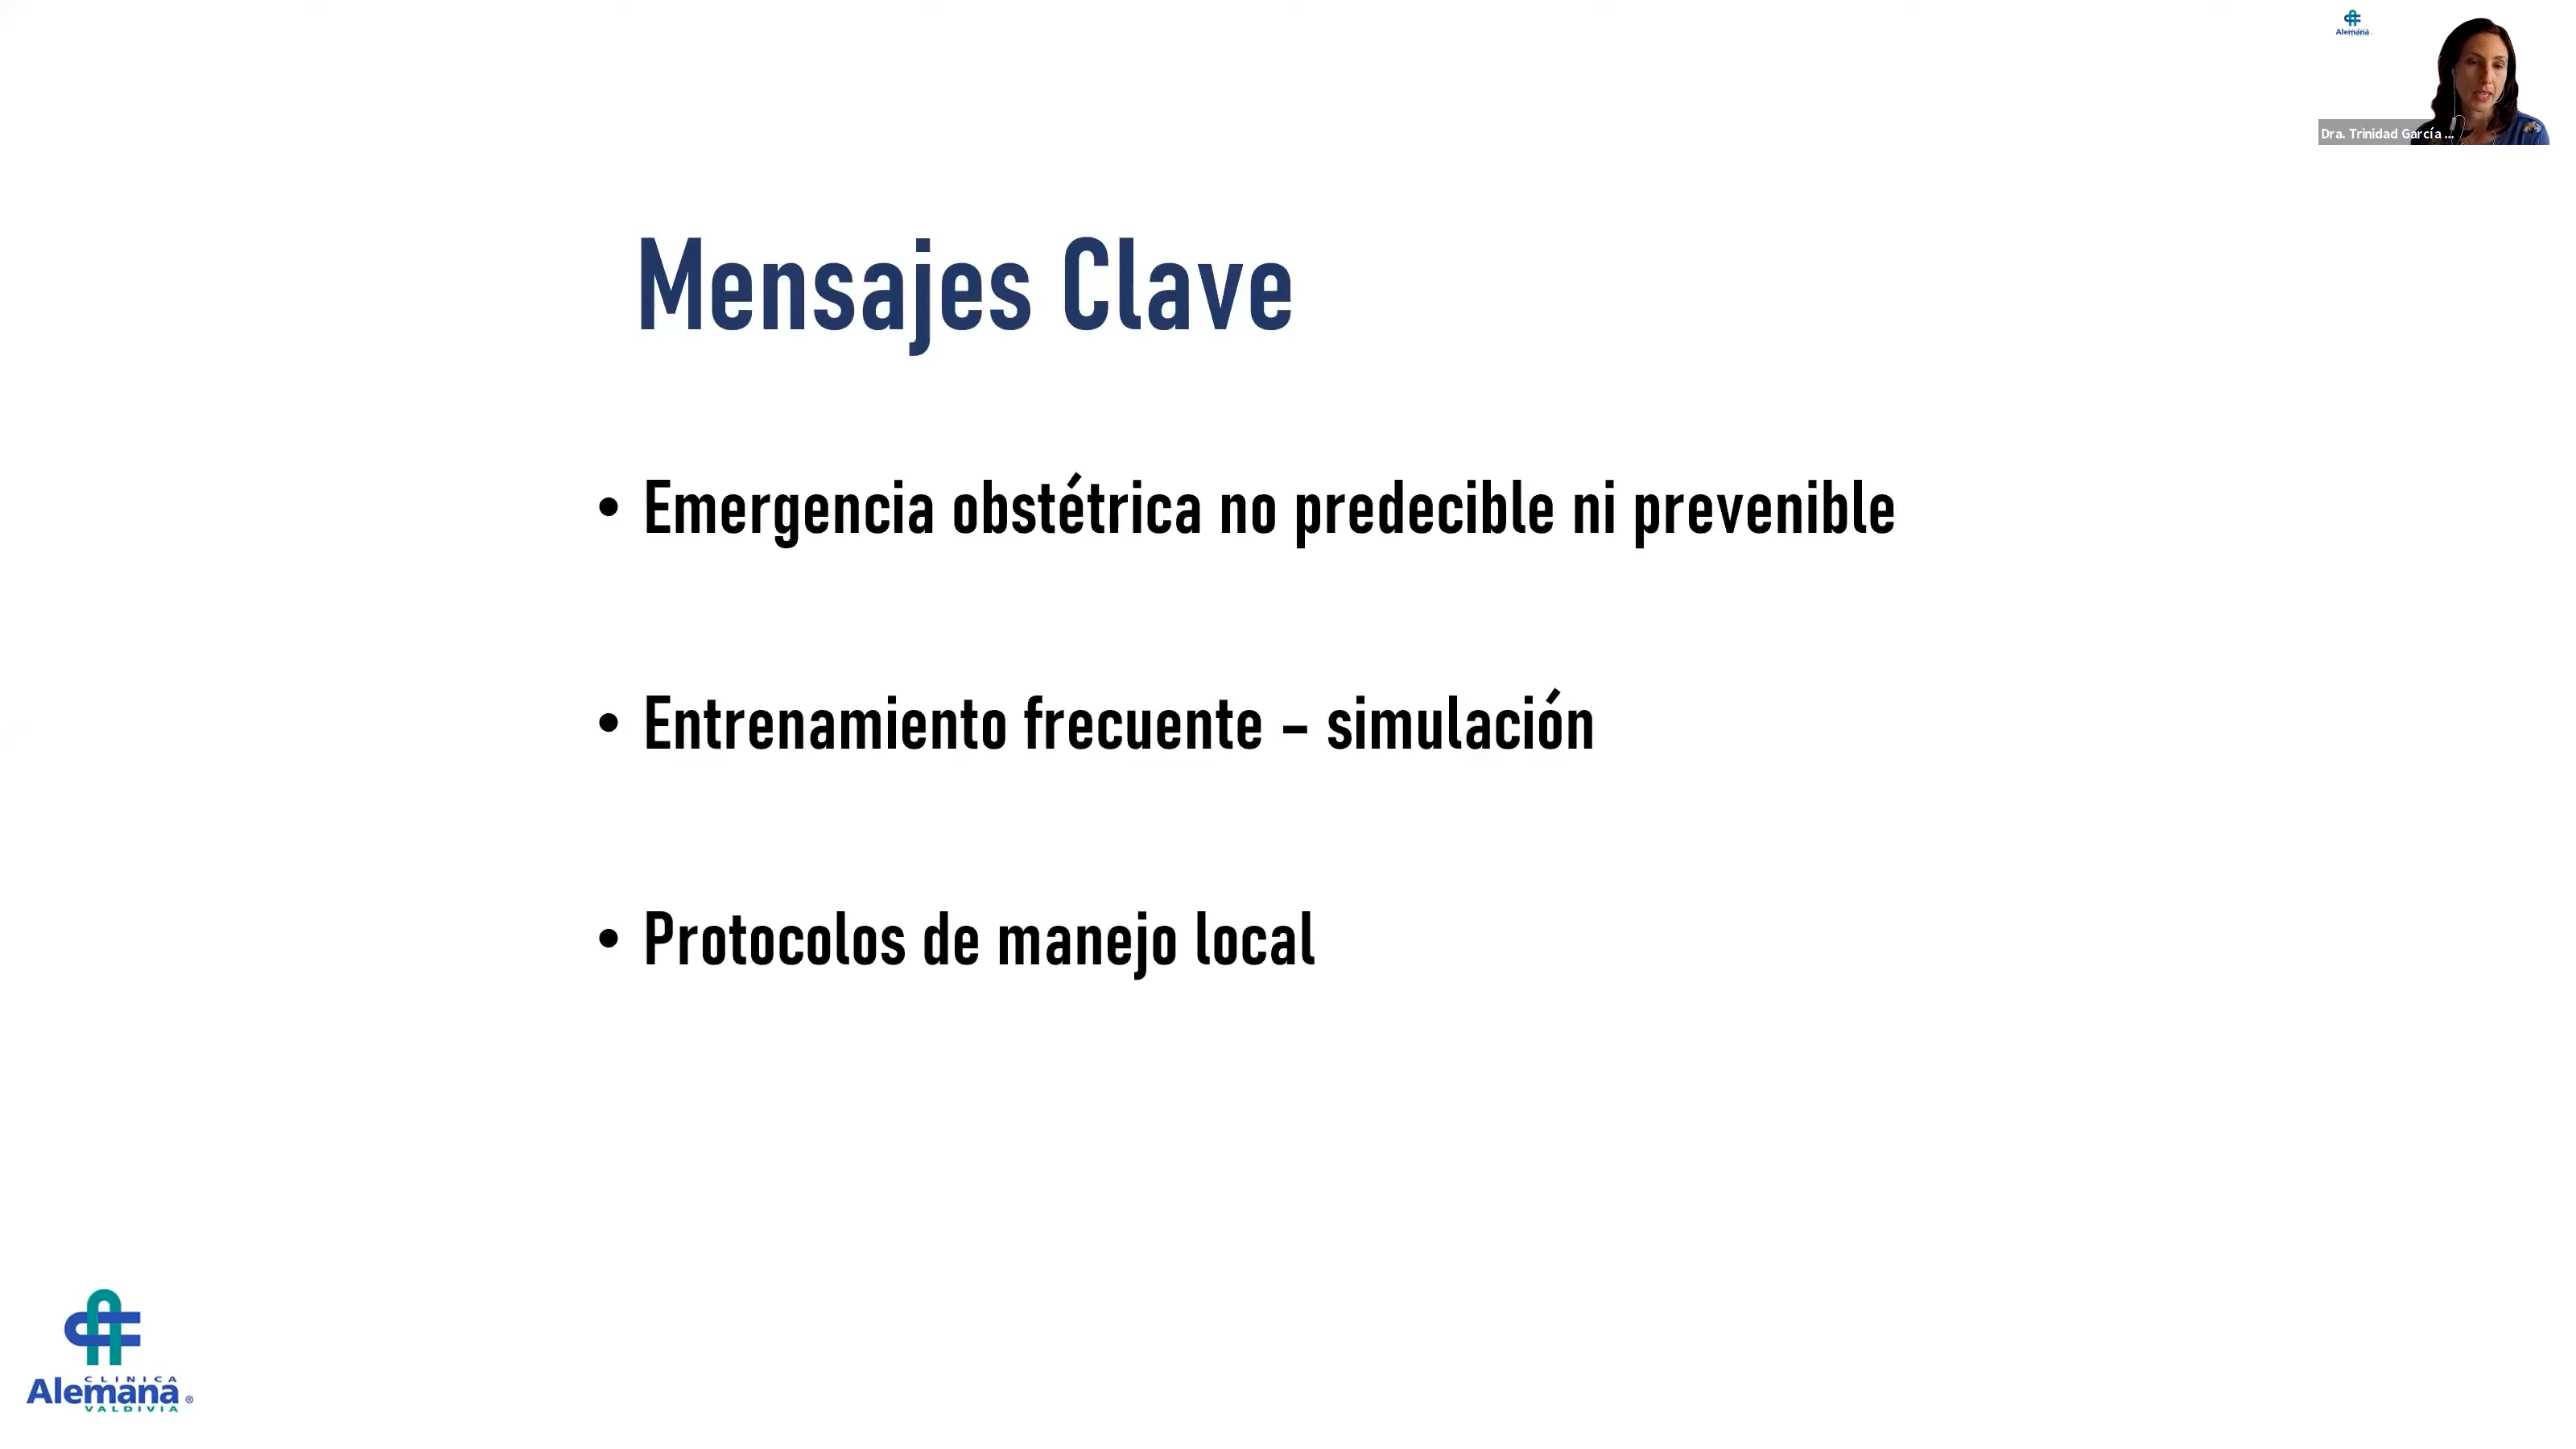 Alemana
Dra. Trinidad García ...
Mensajes Clave
• Emergencia obstétrica no predecible ni prevenible
• Entrenamiento frecuente – simulación
• Protocolos de manejo local
CLINICA
Alemana ®
VALDIVIA